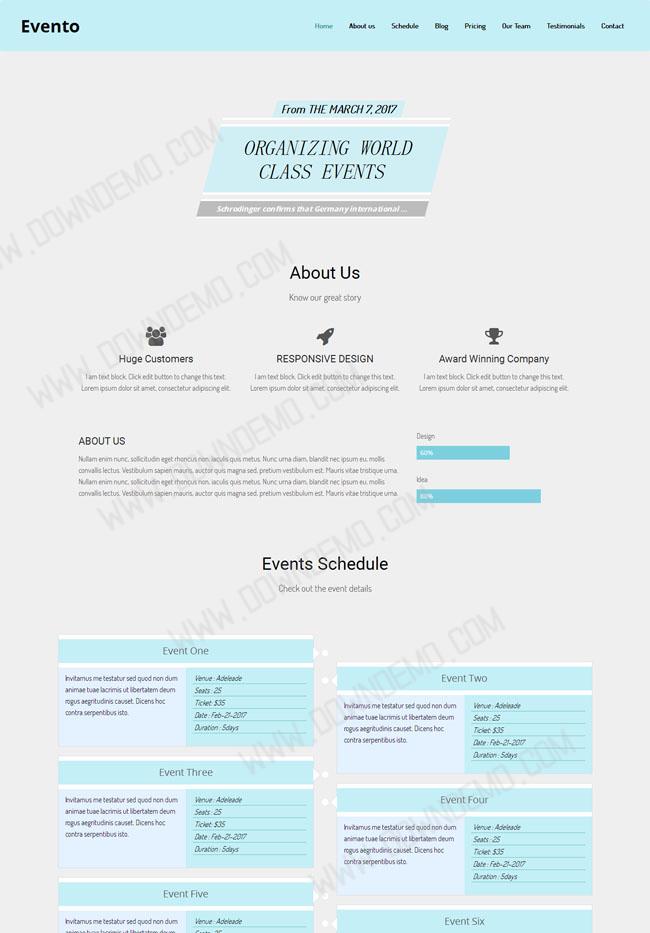 Evento
Home About us Schedule Blog Pricing Our Team Testimonials Contact
From THE MARCH 7, 2017
ORGANIZING WORLD
CLASS EVENTS
Schrodinger confirms that Germany international ...
About Us
Know our great story
Huge Customers
I am text block. Click edit button to change this text.
Lorem ipsum dolor sit amet, consectetur adipiscing elit.
RESPONSIVE DESIGN
I am text block. Click edit button to change this text.
Lorem ipsum dolor sit amet, consectetur adipiscing elit.
Award Winning Company
I am text block. Click edit button to change this text.
Lorem ipsum dolor sit amet, consectetur adipiscing elit.
ABOUT US
Nullam enim nunc, sollicitudin eget rhoncus non, iaculis quis metus. Nunc urna diam, blandit nec ipsum eu, mollis
convallis lectus. Vestibulum sapien mauris, auctor quis magna sed, pretium vestibulum est. Mauris vitae tristique urna.
Nullam enim nunc, sollicitudin eget rhoncus non, iaculis quis metus. Nunc urna diam, blandit nec ipsum eu, mollis
convallis lectus. Vestibulum sapien mauris, auctor quis magna sed, pretium vestibulum est. Mauris vitae tristique urna.
Design
60%
Idea
80%
Events Schedule
Check out the event details
Event One
Invitamus me testatur sed quod non dum
animae tuae lacrimis ut libertatem deum
rogus aegritudinis causet. Dicens hoc
contra serpentibus isto.
Venue : Adeleade
Seats : 25
Ticket: $35
Date : Feb-21-2017
Duration : 5days
Event Two
Invitamus me testatur sed quod non dum
animae tuae lacrimis ut libertatem deum
rogus aegritudinis causet. Dicens hoc
contra serpentibus isto.
Venue : Adeleade
Seats : 25
Ticket: $35
Date : Feb-21-2017
Duration : 5days
Event Three
Invitamus me testatur sed quod non dum
animae tuae lacrimis ut libertatem deum
rogus aegritudinis causet. Dicens hoc
contra serpentibus isto.
Venue : Adeleade
Seats : 25
Ticket: $35
Date : Feb-21-2017
Duration : 5days
Event Four
Invitamus me testatur sed quod non dum
animae tuae lacrimis ut libertatem deum
rogus aegritudinis causet. Dicens hoc
contra serpentibus isto.
Venue : Adeleade
Seats : 25
Ticket: $35
Date : Feb-21-2017
Duration : 5days
Event Five
Invitamus me testatur sed quod non dum
Venue : Adeleade
Event Six
WWW.DOWNDEMO.COM
WWW.DOWNDEMO.COM
WWW.DOWNDEMO.COM
WWW.DOWNDEMO.COM
WWW.DOWNDEMO.COM
WWW.DOWNDEMO.COM